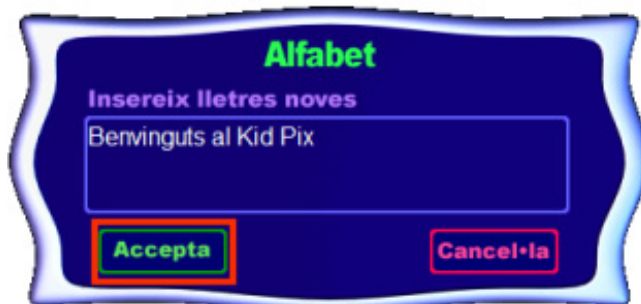 Alfabet
Insereix lletres noves
Benvinguts al Kid Pix
Accepta
Cancel•la